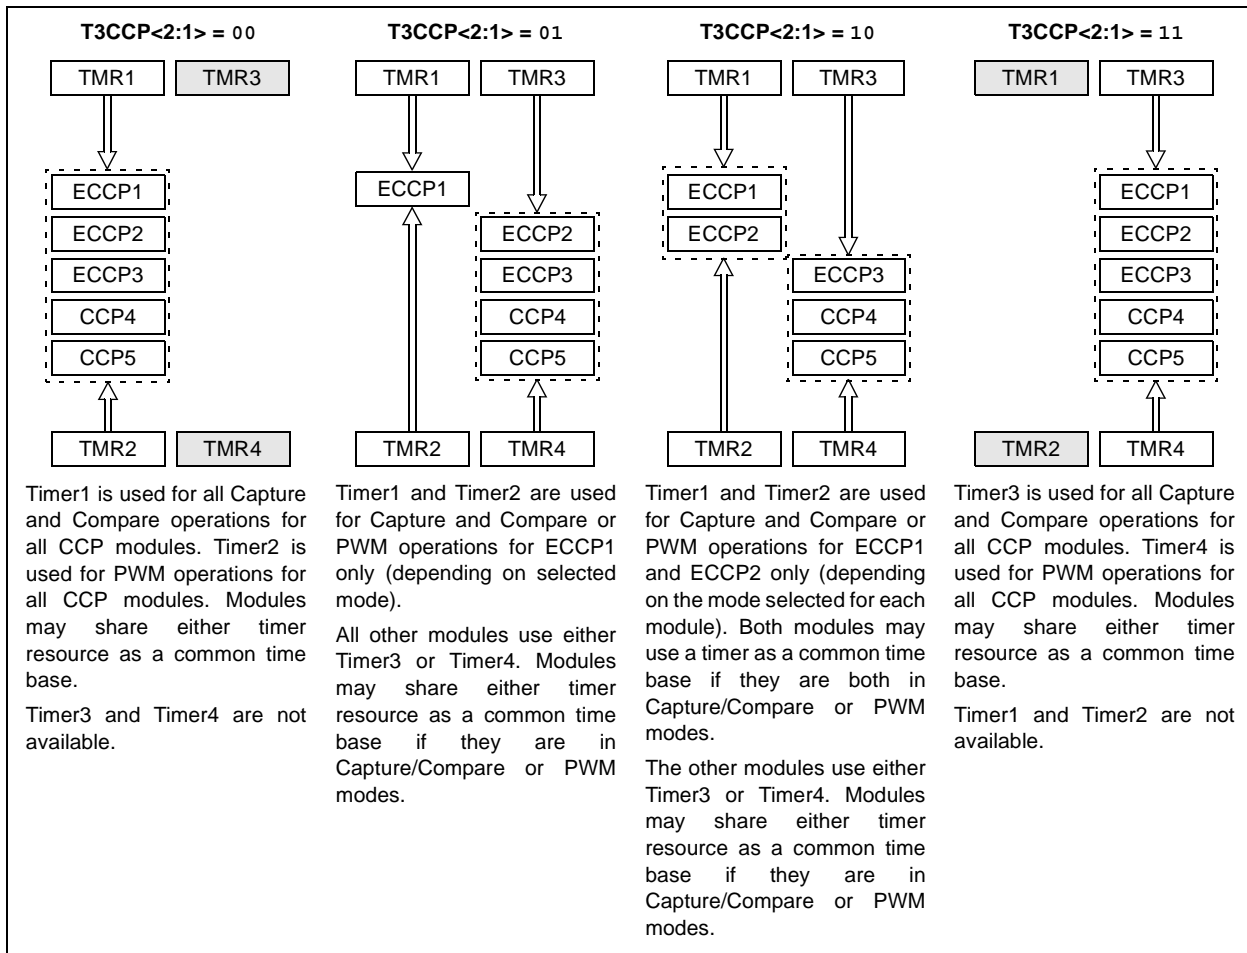 T3CCP<2:1> = 00
TMR1
TMR3
ECCP1
ECCP2
ECCP3
CCP4
CCP5
TMR2
TMR4
Timer1 is used for all Capture
and Compare operations for
all CCP modules. Timer2 is
used for PWM operations for
all CCP modules. Modules
may share either timer
resource as a common time
base.
Timer3 and Timer4 are not
available.
T3CCP<2:1> = 01
TMR1
TMR3
ECCP1
ECCP2
ECCP3
CCP4
CCP5
TMR2
TMR4
Timer1 and Timer2 are used
for Capture and Compare or
PWM operations for ECCP1
only (depending on selected
mode).
All other modules use either
Timer3 or Timer4. Modules
may share either timer
resource as a common time
base if they are in
Capture/Compare or PWM
modes.
T3CCP<2:1> = 10
TMR1
TMR3
ECCP1
ECCP2
ECCP3
CCP4
CCP5
TMR2
TMR4
Timer1 and Timer2 are used
for Capture and Compare or
PWM operations for ECCP1
and ECCP2 only (depending
on the mode selected for each
module). Both modules may
use a timer as a common time
base if they are both in
Capture/Compare or PWM
modes.
The other modules use either
Timer3 or Timer4. Modules
may share either timer
resource as a common time
base if they are in
Capture/Compare or PWM
modes.
T3CCP<2:1> = 11
TMR1
TMR3
ECCP1
ECCP2
ECCP3
CCP4
CCP5
TMR2
TMR4
Timer3 is used for all Capture
and Compare operations for
all CCP modules. Timer4 is
used for PWM operations for
all CCP modules. Modules
may share either timer
resource as a common time
base.
Timer1 and Timer2 are not
available.